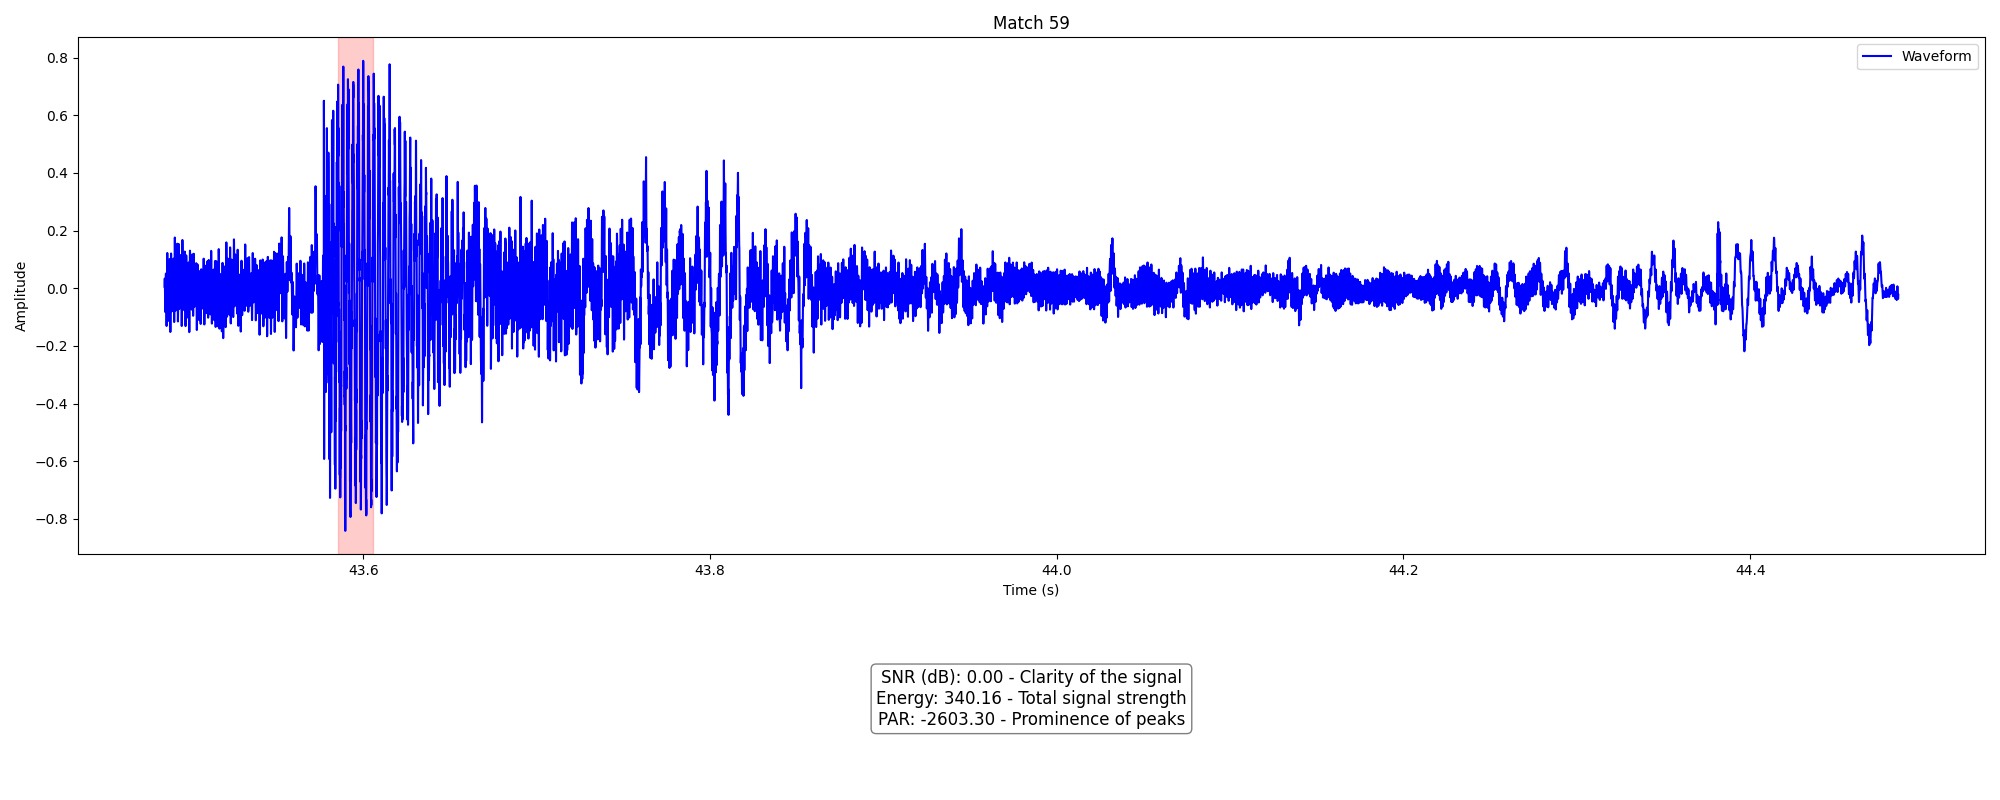 Match 59
Waveform
0.8
0.6
0.4
0.2
0.0
−0.2
−0.4
−0.6
−0.8
Amplitude
43.6 43.8 44.0 44.2 44.4
Time (s)
SNR (dB): 0.00 - Clarity of the signal
Energy: 340.16 - Total signal strength
PAR: -2603.30 - Prominence of peaks